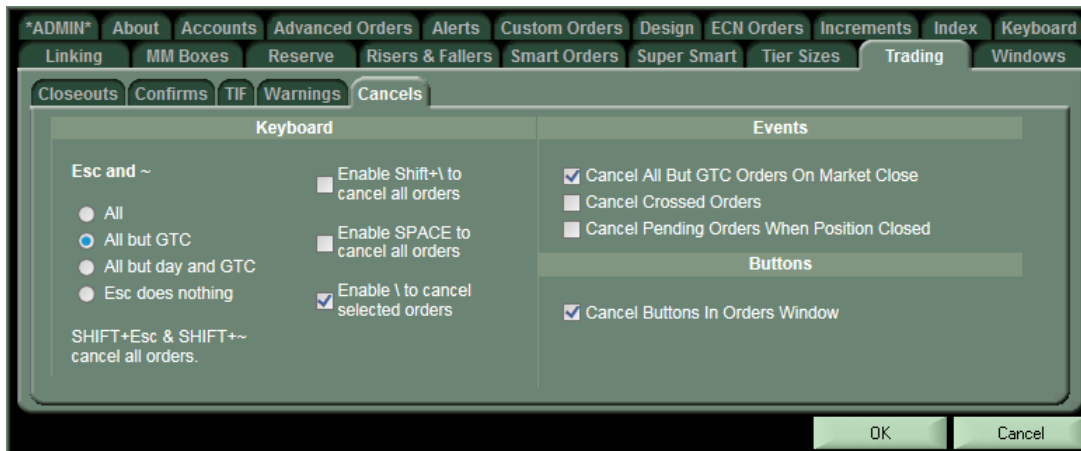 *ADMIN* About Accounts Advanced Orders Alerts Custom Orders Design ECN Orders Increments Index Keyboard
Linking MM Boxes Reserve Risers & Fallers Smart Orders Super Smart Tier Sizes Trading Windows
Closeouts Confirms TIF Warnings Cancels
Keyboard
Esc and ~
All
All but GTC
All but day and GTC
Esc does nothing
SHIFT+Esc & SHIFT+~
cancel all orders.
Enable Shift+\ to
cancel all orders
Enable SPACE to
cancel all orders
Enable \ to cancel
selected orders
Events
Cancel All But GTC Orders On Market Close
Cancel Crossed Orders
Cancel Pending Orders When Position Closed
Buttons
Cancel Buttons In Orders Window
OK Cancel